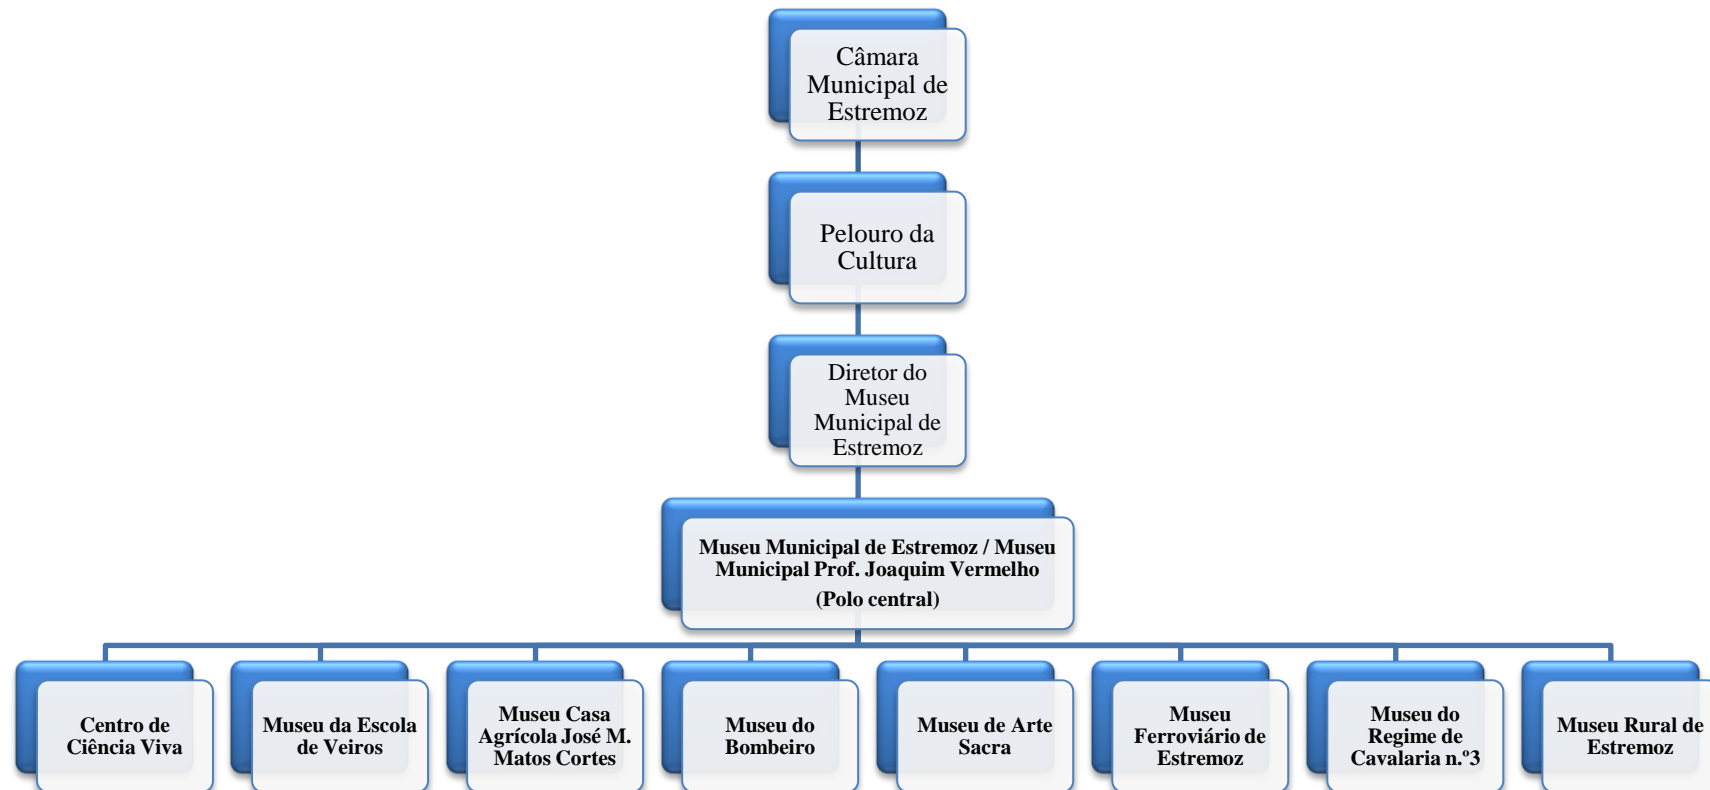 Câmara
Municipal de
Estremoz
Pelouro da
Cultura
Diretor do
Museu
Municipal de
Estremoz
Museu Municipal de Estremoz / Museu
Municipal Prof. Joaquim Vermelho
(Polo central)
Centro de
Ciência Viva
Museu da Escola
de Veiros
Museu Casa
Agrícola José M.
Matos Cortes
Museu do
Bombeiro
Museu de Arte
Sacra
Museu
Ferroviário de
Estremoz
Museu do
Regime de
Cavalaria n.º3
Museu Rural de
Estremoz